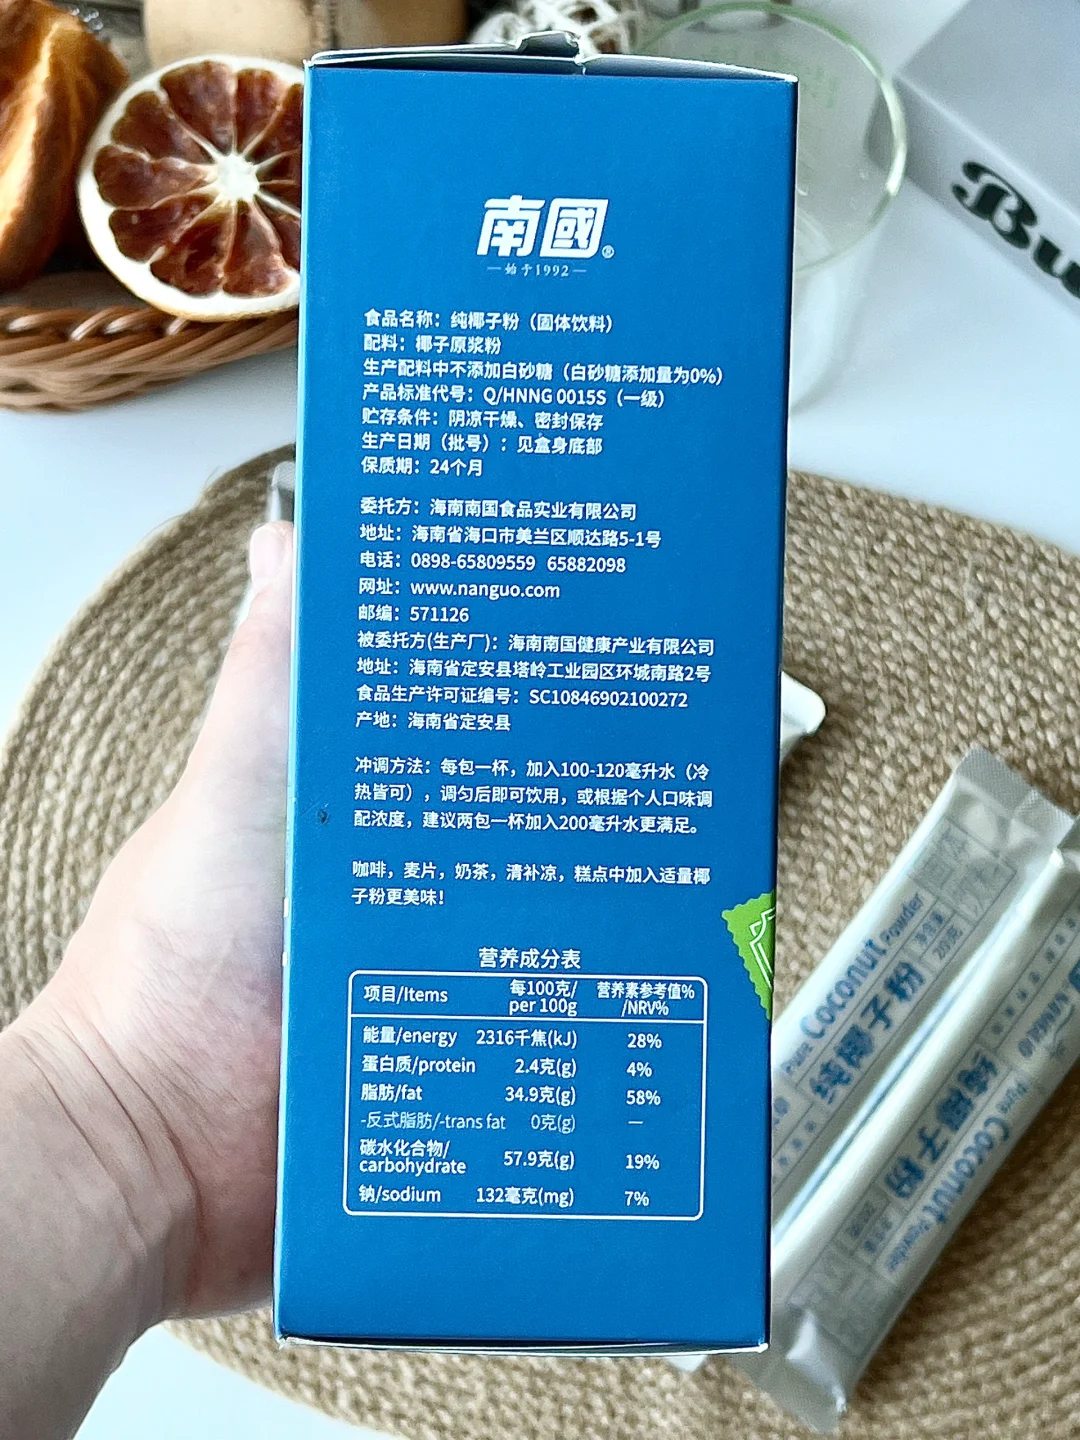 南國®
始于1992
食品名称：纯椰子粉（固体饮料）
配料：椰子原浆粉
生产配料中不添加白砂糖（白砂糖添加量为0%）
产品标准代号：Q/HNNG 0015S（一级）
贮存条件：阴凉干燥、密封保存
生产日期（批号）：见盒身底部
保质期：24个月
委托方：海南南国食品实业有限公司
地址：海南省海口市美兰区顺达路5-1号
电话：0898-65809559 65882098
网址：www.nanguo.com
邮编：571126
被委托方(生产厂)：海南南国健康产业有限公司
地址：海南省定安县塔岭工业园区环城南路2号
食品生产许可证编号：SC10846902100272
产地：海南省定安县
冲调方法：每包一杯，加入100-120毫升水（冷
热皆可），调匀后即可饮用，或根据个人口味调
配浓度，建议两包一杯加入200毫升水更满足。
咖啡，麦片，奶茶，清补凉，糕点中加入适量椰
子粉更美味！
营养成分表
项目/Items 每100克/per 100g 营养素参考值%/NRV%
能量/energy 2316千焦(kJ) 28%
蛋白质/protein 2.4克(g) 4%
脂肪/fat 34.9克(g) 58%
-反式脂肪/-trans fat 0克(g) —
碳水化合物/carbohydrate 57.9克(g) 19%
钠/sodium 132毫克(mg) 7%
Bu
Pure Coconut Powder
纯椰子粉
Pure Coconut Powder
纯椰子粉